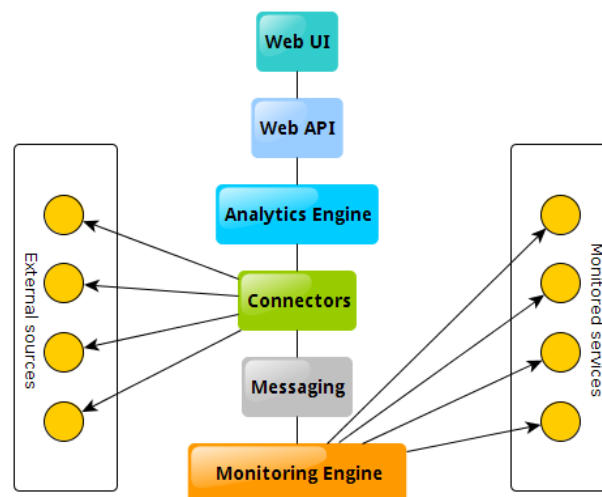 Web UI
Web API
Analytics Engine
External sources
Connectors
Monitored services
Messaging
Monitoring Engine